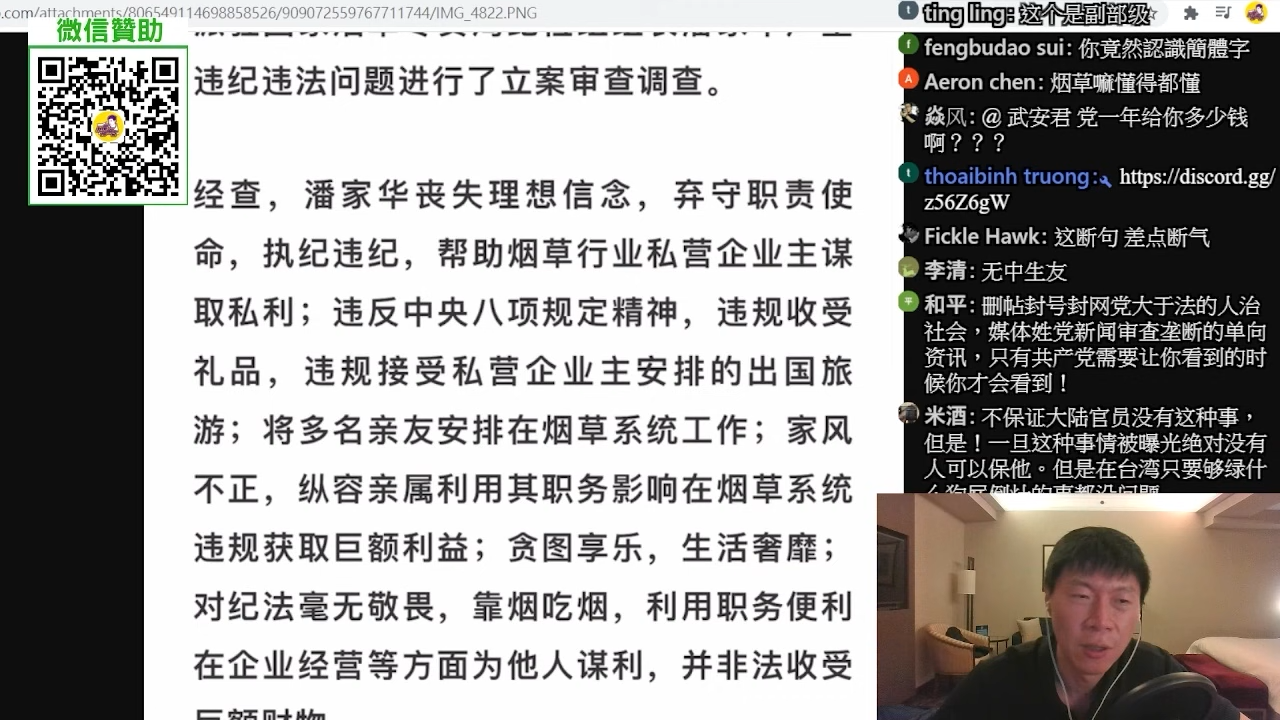 com/attachments/806549114698858526/909072559767711744/IMG_4822.PNG
微信贊助
违纪违法问题进行了立案审查调查。
经查，潘家华丧失理想信念，弃守职责使
命，执纪违纪，帮助烟草行业私营企业主谋
取私利；违反中央八项规定精神，违规收受
礼品，违规接受私营企业主安排的出国旅
游；将多名亲友安排在烟草系统工作；家风
不正，纵容亲属利用其职务影响在烟草系统
违规获取巨额利益；贪图享乐，生活奢靡；
对纪法毫无敬畏，靠烟吃烟，利用职务便利
在企业经营等方面为他人谋利，并非法收受
巨额财物
ting ling: 这个是副部级
fengbudao sui: 你竟然認識簡體字
Aeron chen: 烟草嘛懂得都懂
焱风: @ 武安君 党一年给你多少钱
啊？？？
thoaibinh truong: https://discord.gg/
z56Z6gW
Fickle Hawk: 这断句 差点断气
李清: 无中生友
和平: 删帖封号封网党大于法的人治
社会，媒体姓党新闻审查垄断的单向
资讯，只有共产党需要让你看到的时
候你才会看到！
米酒: 不保证大陆官员没有这种事，
但是！一旦这种事情被曝光绝对没有
人可以保他。但是在台湾只要够绿什